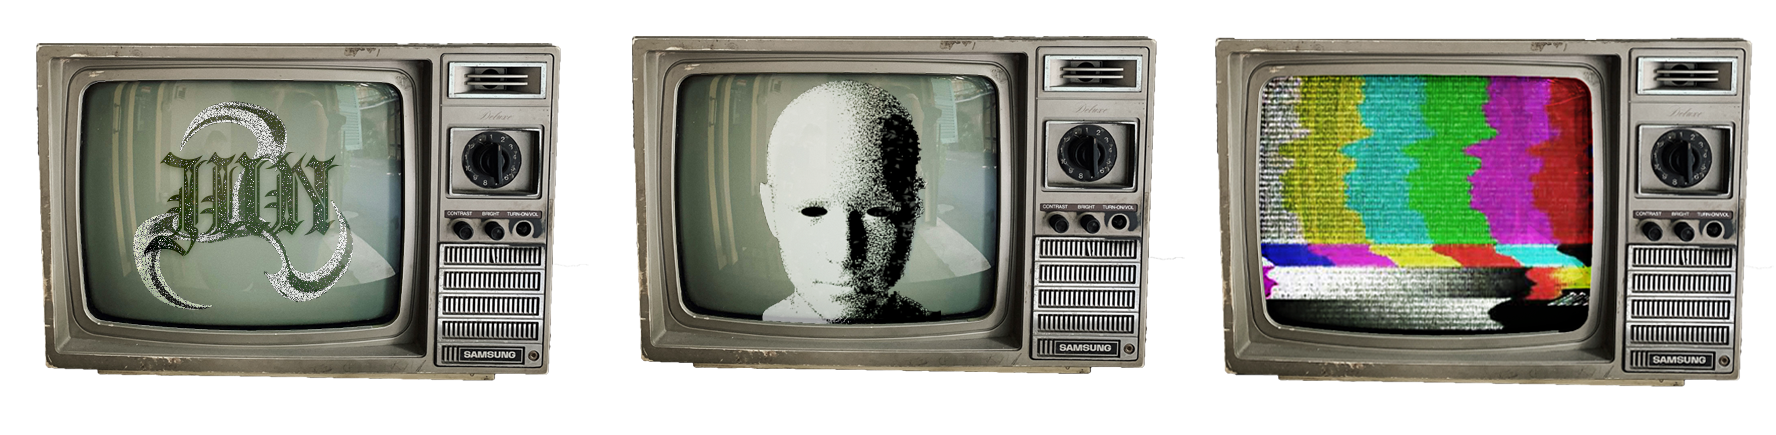 JUN
Deluxe
CONTRAST BRIGHT TURN-ON/VOL
SAMSUNG
Deluxe
CONTRAST BRIGHT TURN-ON/VOL
SAMSUNG
Deluxe
CONTRAST BRIGHT TURN-ON/VOL
SAMSUNG